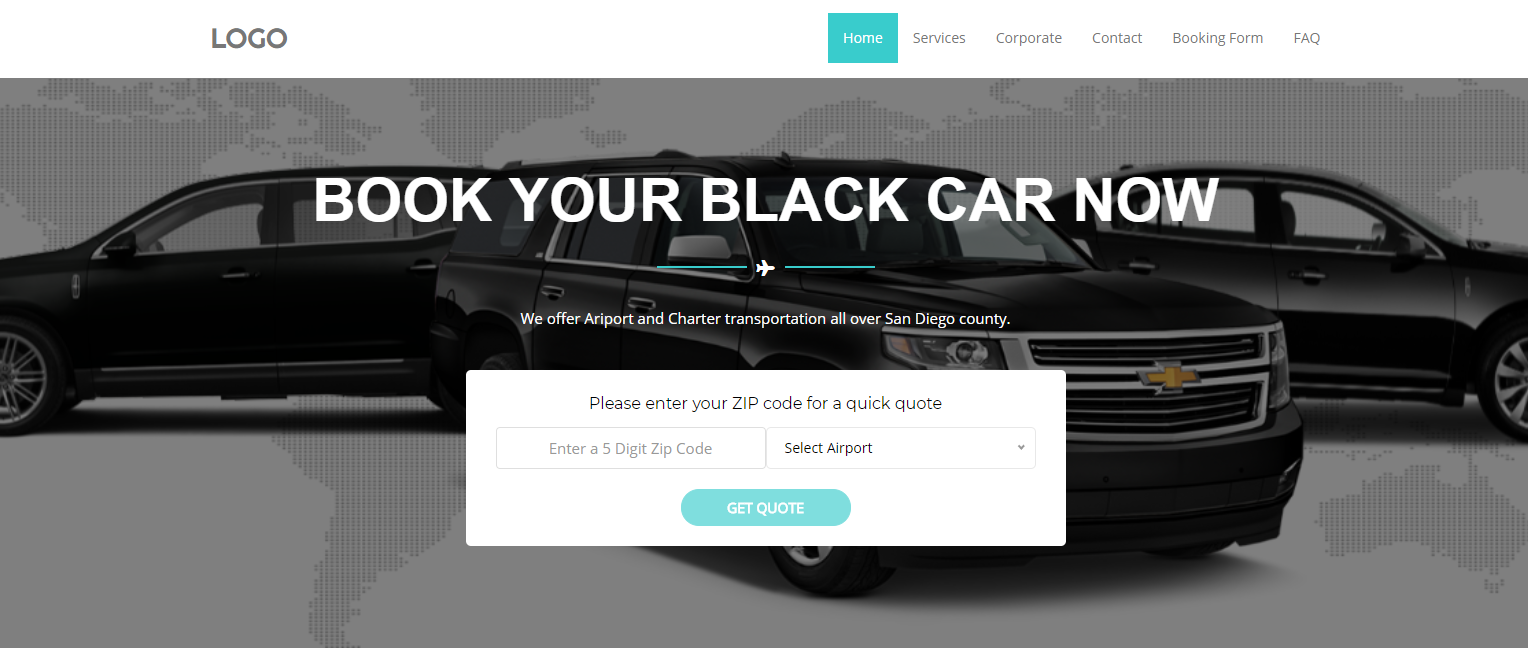 LOGO
Home Services Corporate Contact Booking Form FAQ
BOOK YOUR BLACK CAR NOW
We offer Ariport and Charter transportation all over San Diego county.
Please enter your ZIP code for a quick quote
Enter a 5 Digit Zip Code Select Airport
GET QUOTE